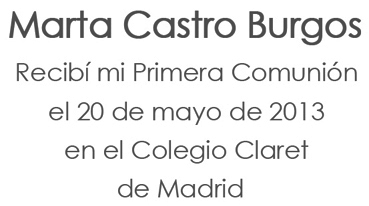 Marta Castro Burgos
Recibí mi Primera Comunión
el 20 de mayo de 2013
en el Colegio Claret
de Madrid